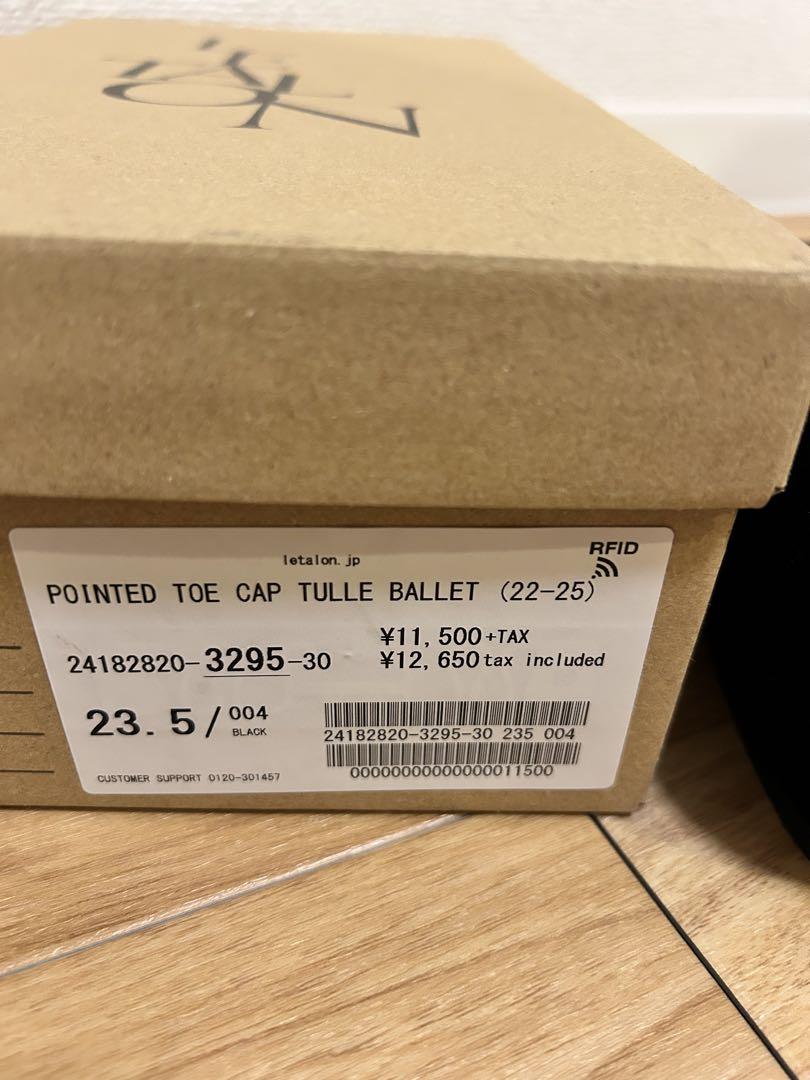 letalon.jp
RFID
POINTED TOE CAP TULLE BALLET (22-25)
24182820-3295-30
¥11,500+TAX
¥12,650 tax included
23.5/004
BLACK
24182820-3295-30 235 004
00000000000000011500
CUSTOMER SUPPORT 0120-301457